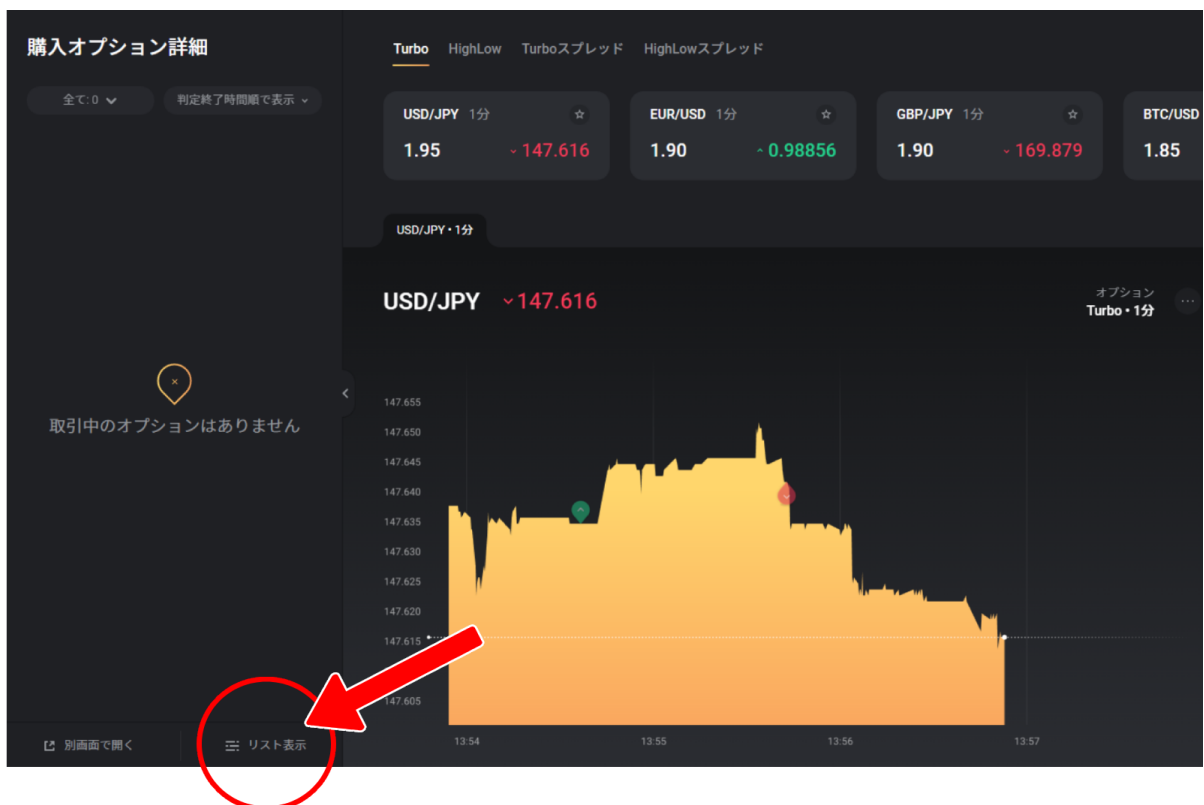 購入オプション詳細
全て: 0
判定終了時間順で表示
取引中のオプションはありません
別画面で開く
リスト表示
Turbo HighLow Turboスプレッド HighLowスプレッド
USD/JPY 1分
1.95 147.616
EUR/USD 1分
1.90 0.98856
GBP/JPY 1分
1.90 169.879
BTC/USD
1.85
USD/JPY • 1分
USD/JPY 147.616
オプション
Turbo • 1分
147.655
147.650
147.645
147.640
147.635
147.630
147.625
147.620
147.615
147.605
13:54 13:55 13:56 13:57